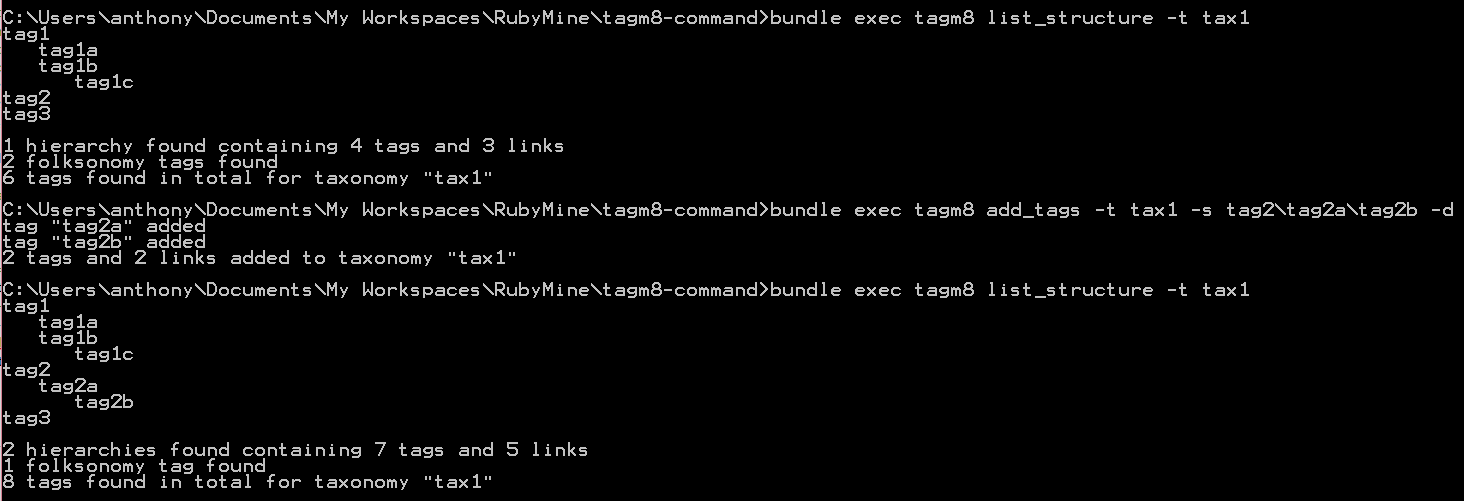 C:\Users\anthony\Documents\My Workspaces\RubyMine\tagm8-command>bundle exec tagm8 list_structure -t tax1
tag1
   tag1a
   tag1b
      tag1c
tag2
tag3

1 hierarchy found containing 4 tags and 3 links
2 folksonomy tags found
6 tags found in total for taxonomy "tax1"

C:\Users\anthony\Documents\My Workspaces\RubyMine\tagm8-command>bundle exec tagm8 add_tags -t tax1 -s tag2\tag2a\tag2b -d
tag "tag2a" added
tag "tag2b" added
2 tags and 2 links added to taxonomy "tax1"

C:\Users\anthony\Documents\My Workspaces\RubyMine\tagm8-command>bundle exec tagm8 list_structure -t tax1
tag1
   tag1a
   tag1b
      tag1c
tag2
   tag2a
      tag2b
tag3

2 hierarchies found containing 7 tags and 5 links
1 folksonomy tag found
8 tags found in total for taxonomy "tax1"